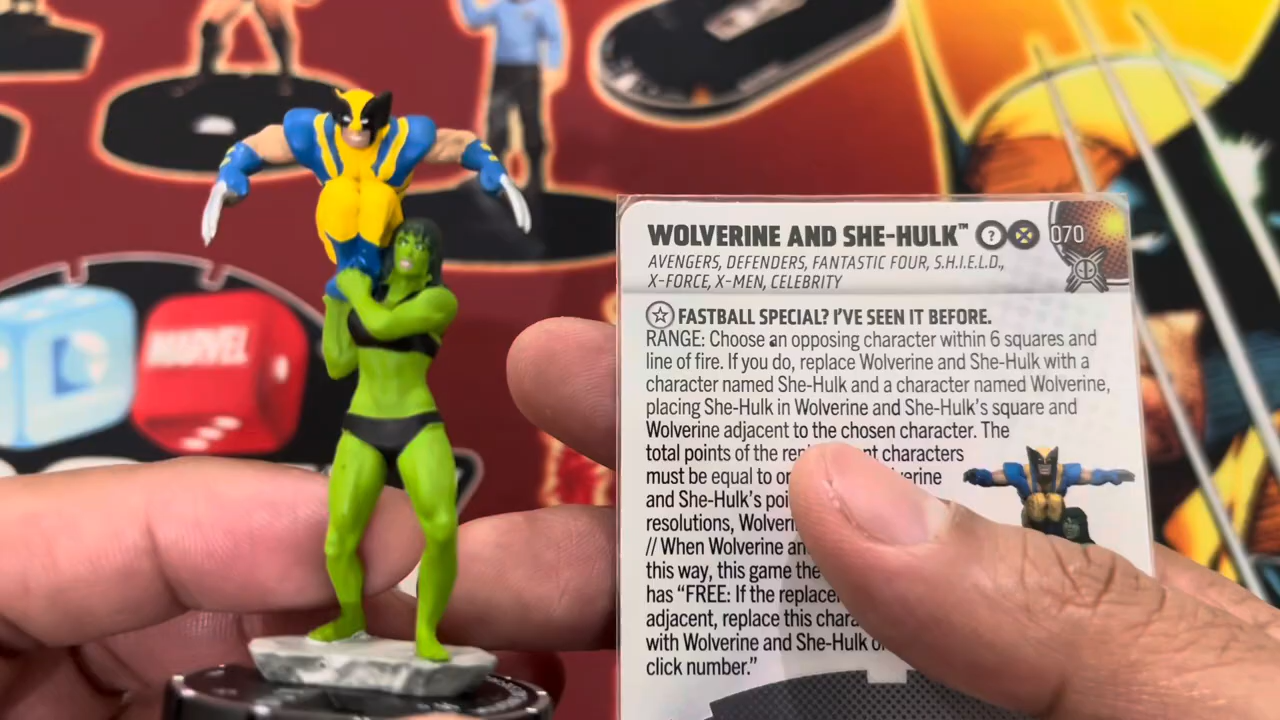 WOLVERINE AND SHE-HULK™ ? 070
AVENGERS, DEFENDERS, FANTASTIC FOUR, S.H.I.E.L.D.,
X-FORCE, X-MEN, CELEBRITY
FASTBALL SPECIAL? I'VE SEEN IT BEFORE.
RANGE: Choose an opposing character within 6 squares and
line of fire. If you do, replace Wolverine and She-Hulk with a
character named She-Hulk and a character named Wolverine,
placing She-Hulk in Wolverine and She-Hulk's square and
Wolverine adjacent to the chosen character. The
total points of the characters
must be equal to
and She-Hulk's
resolutions,
// When Wolverine
this way, this game the
has "FREE: If the
adjacent, replace this
with Wolverine and She-Hulk
click number."
MARVEL